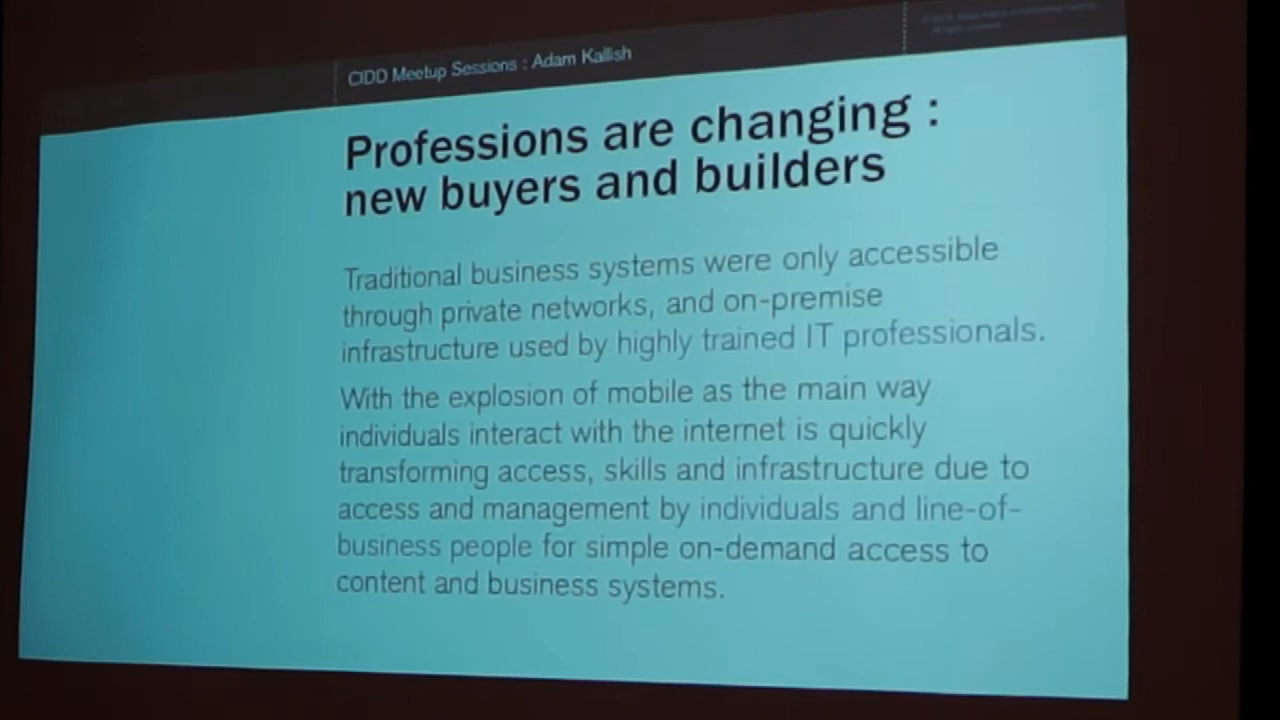 CIDD Meetup Sessions : Adam Kallish
Professions are changing :
new buyers and builders
Traditional business systems were only accessible
through private networks, and on-premise
infrastructure used by highly trained IT professionals.
With the explosion of mobile as the main way
individuals interact with the internet is quickly
transforming access, skills and infrastructure due to
access and management by individuals and line-of-
business people for simple on-demand access to
content and business systems.